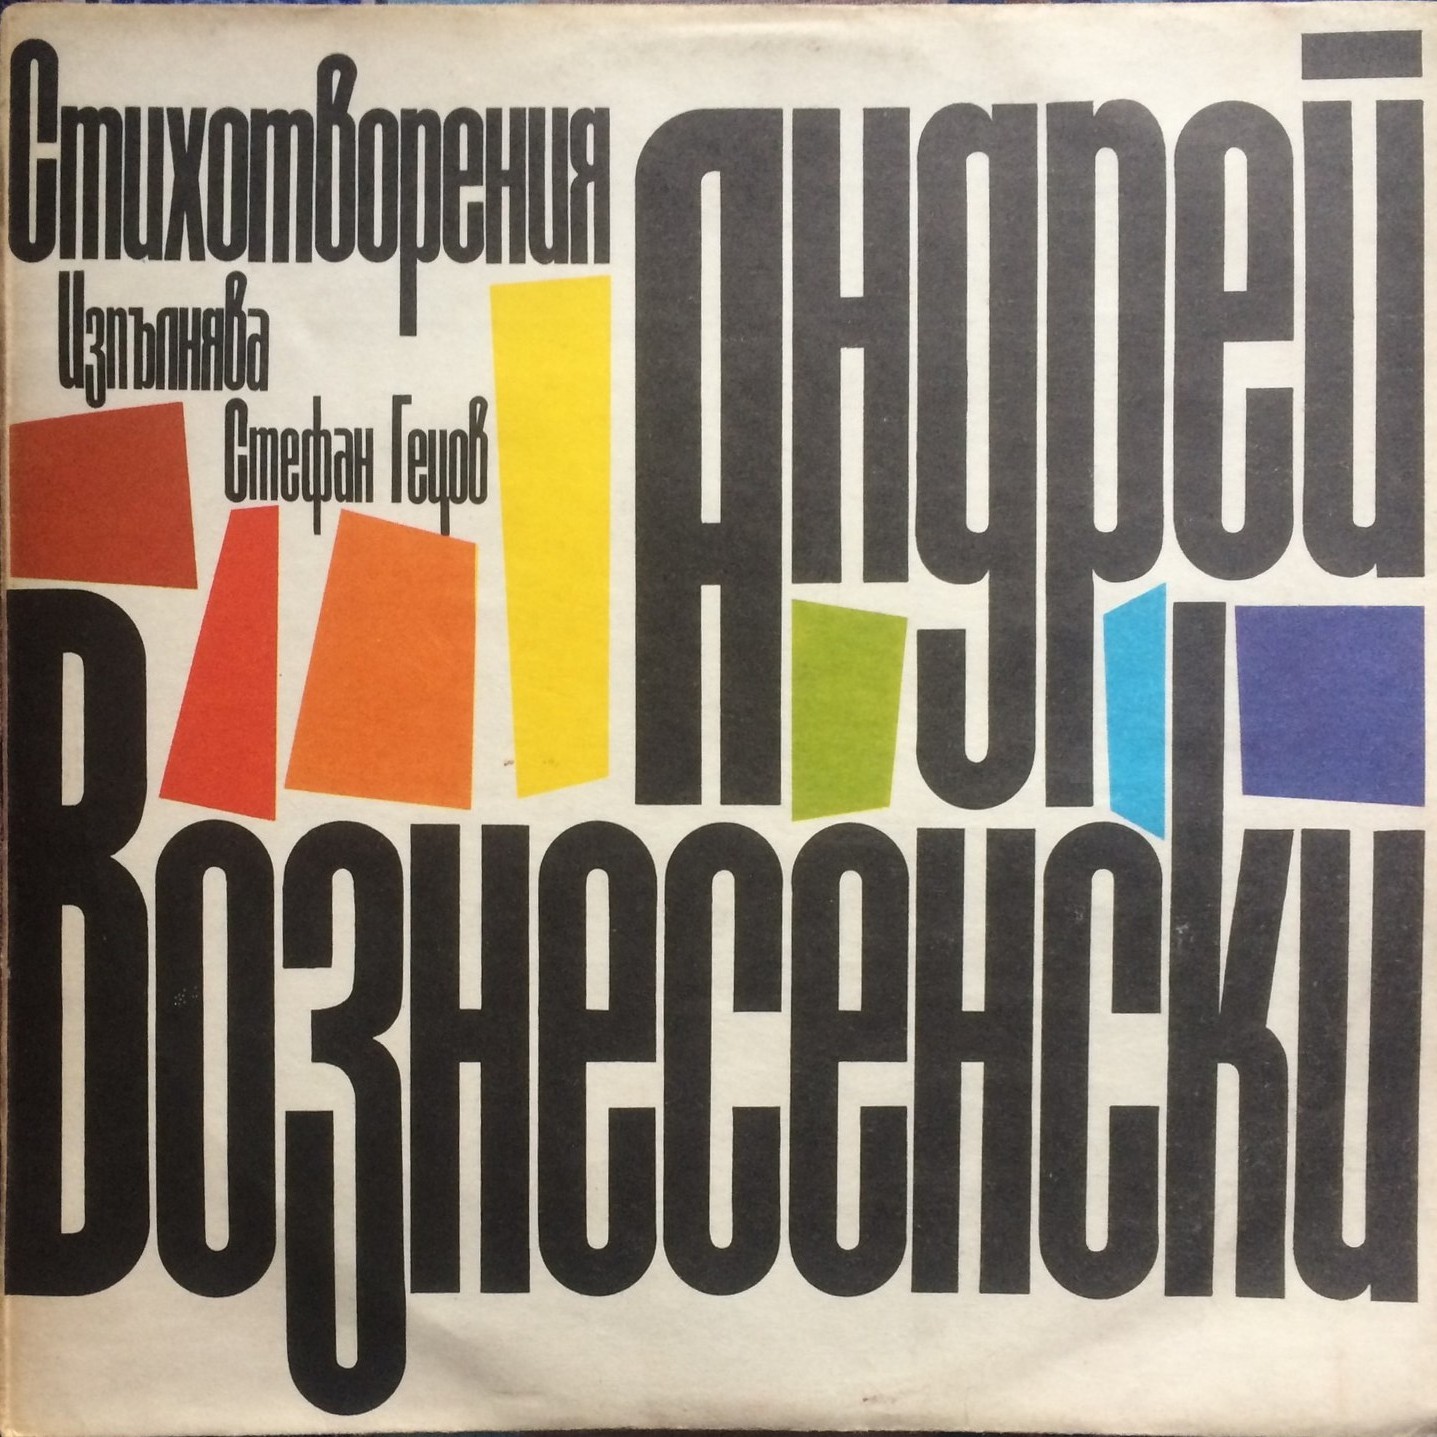 Стихотворения
Изпълнява
Стефан Гецов
Андрей
Вознесенски